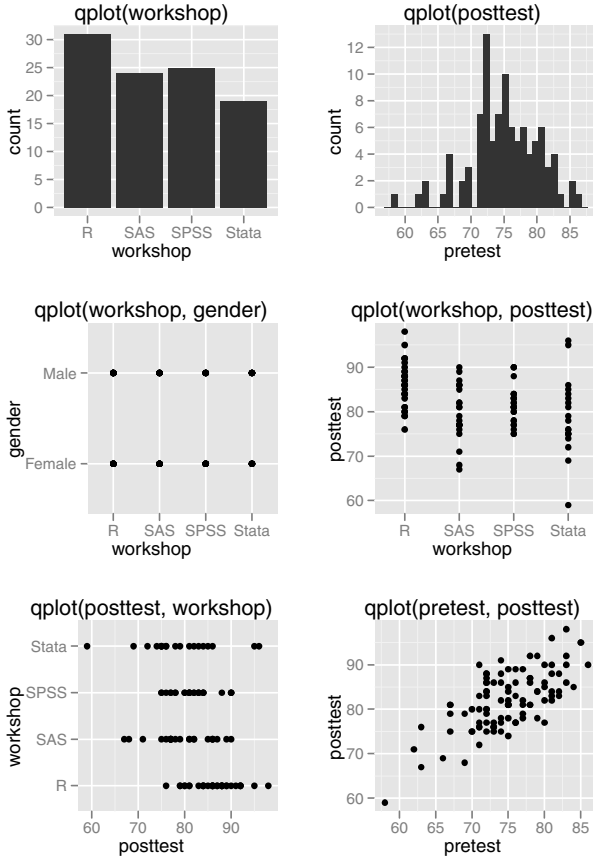 qplot(workshop)
count
30
25
20
15
10
5
0
R SAS SPSS Stata
workshop
qplot(posttest)
count
12
10
8
6
4
2
0
60 65 70 75 80 85
pretest
qplot(workshop, gender)
gender
Male
Female
R SAS SPSS Stata
workshop
qplot(workshop, posttest)
posttest
90
80
70
60
R SAS SPSS Stata
workshop
qplot(posttest, workshop)
workshop
Stata
SPSS
SAS
R
60 70 80 90
posttest
qplot(pretest, posttest)
posttest
90
80
70
60
60 65 70 75 80 85
pretest